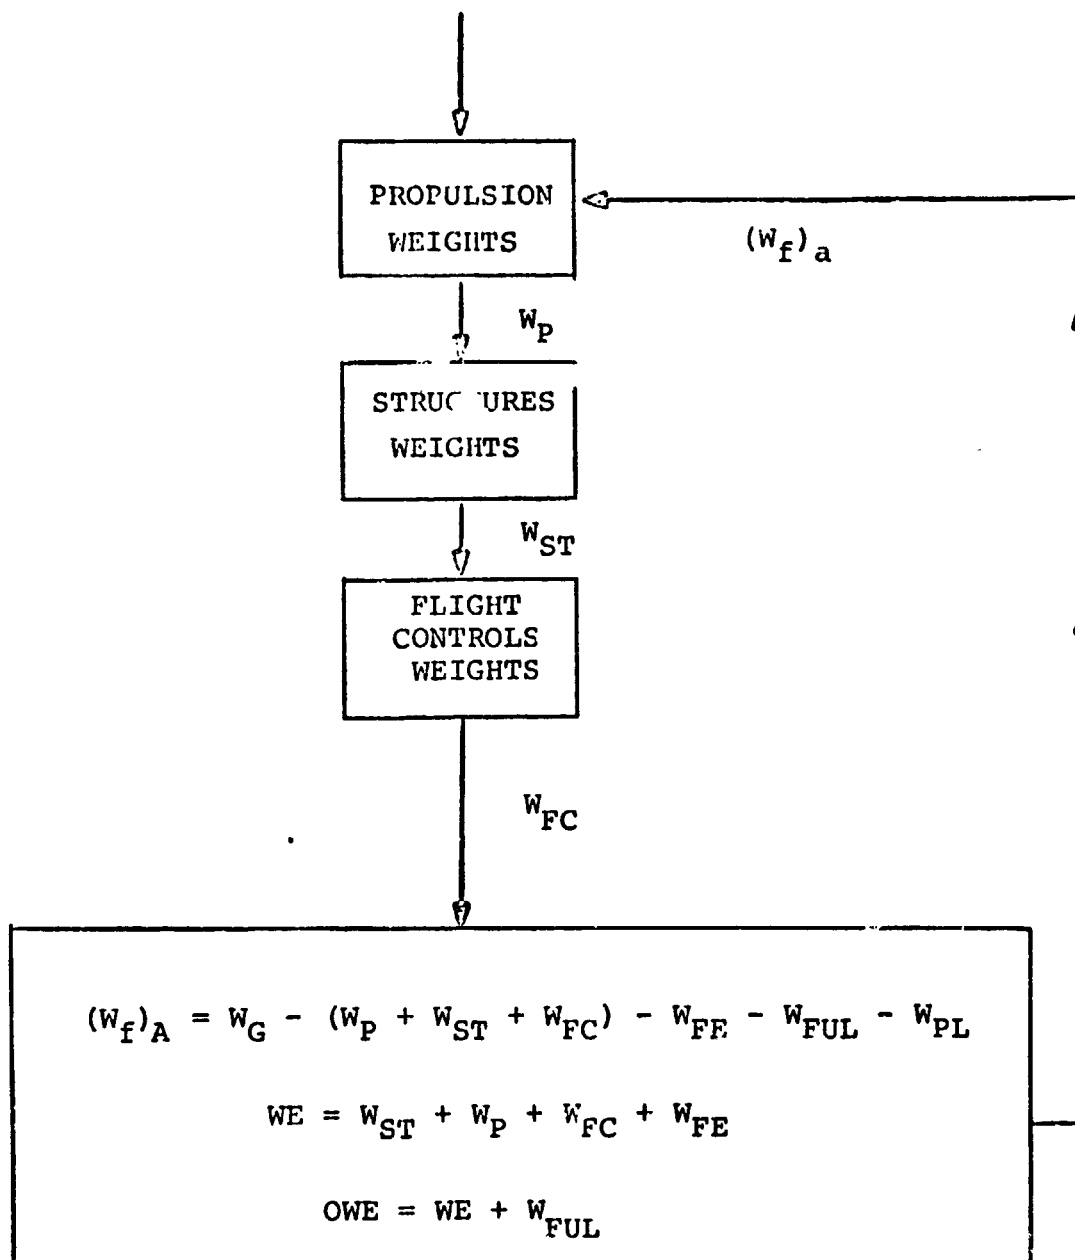 PROPULSION
WEIGHTS
(W_f)_a
W_P
STRUC URES
WEIGHTS
W_ST
FLIGHT
CONTROLS
WEIGHTS
W_FC
(W_f)_A = W_G - (W_P + W_ST + W_FC) - W_FE - W_FUL - W_PL
WE = W_ST + W_P + W_FC + W_FE
OWE = WE + W_FUL